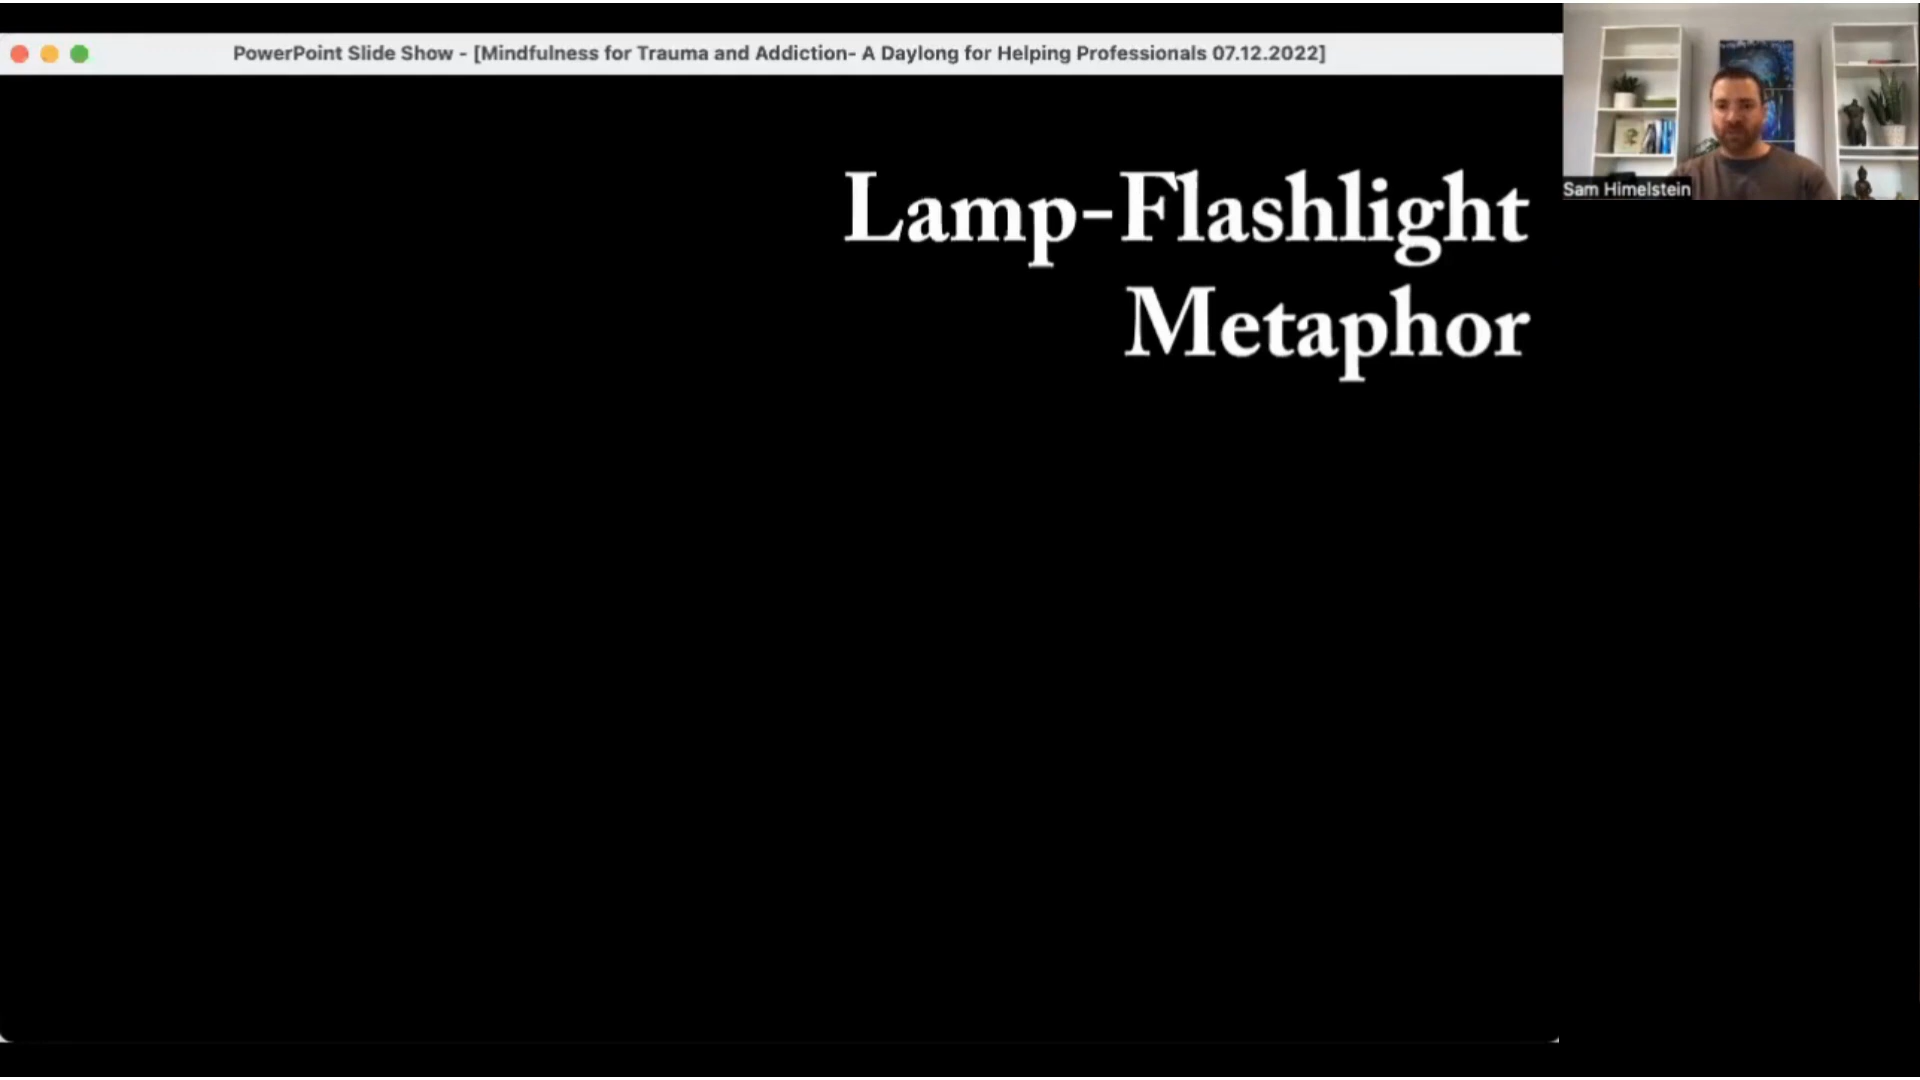 PowerPoint Slide Show - [Mindfulness for Trauma and Addiction- A Daylong for Helping Professionals 07.12.2022]
Lamp-Flashlight
Metaphor
Sam Himelstein